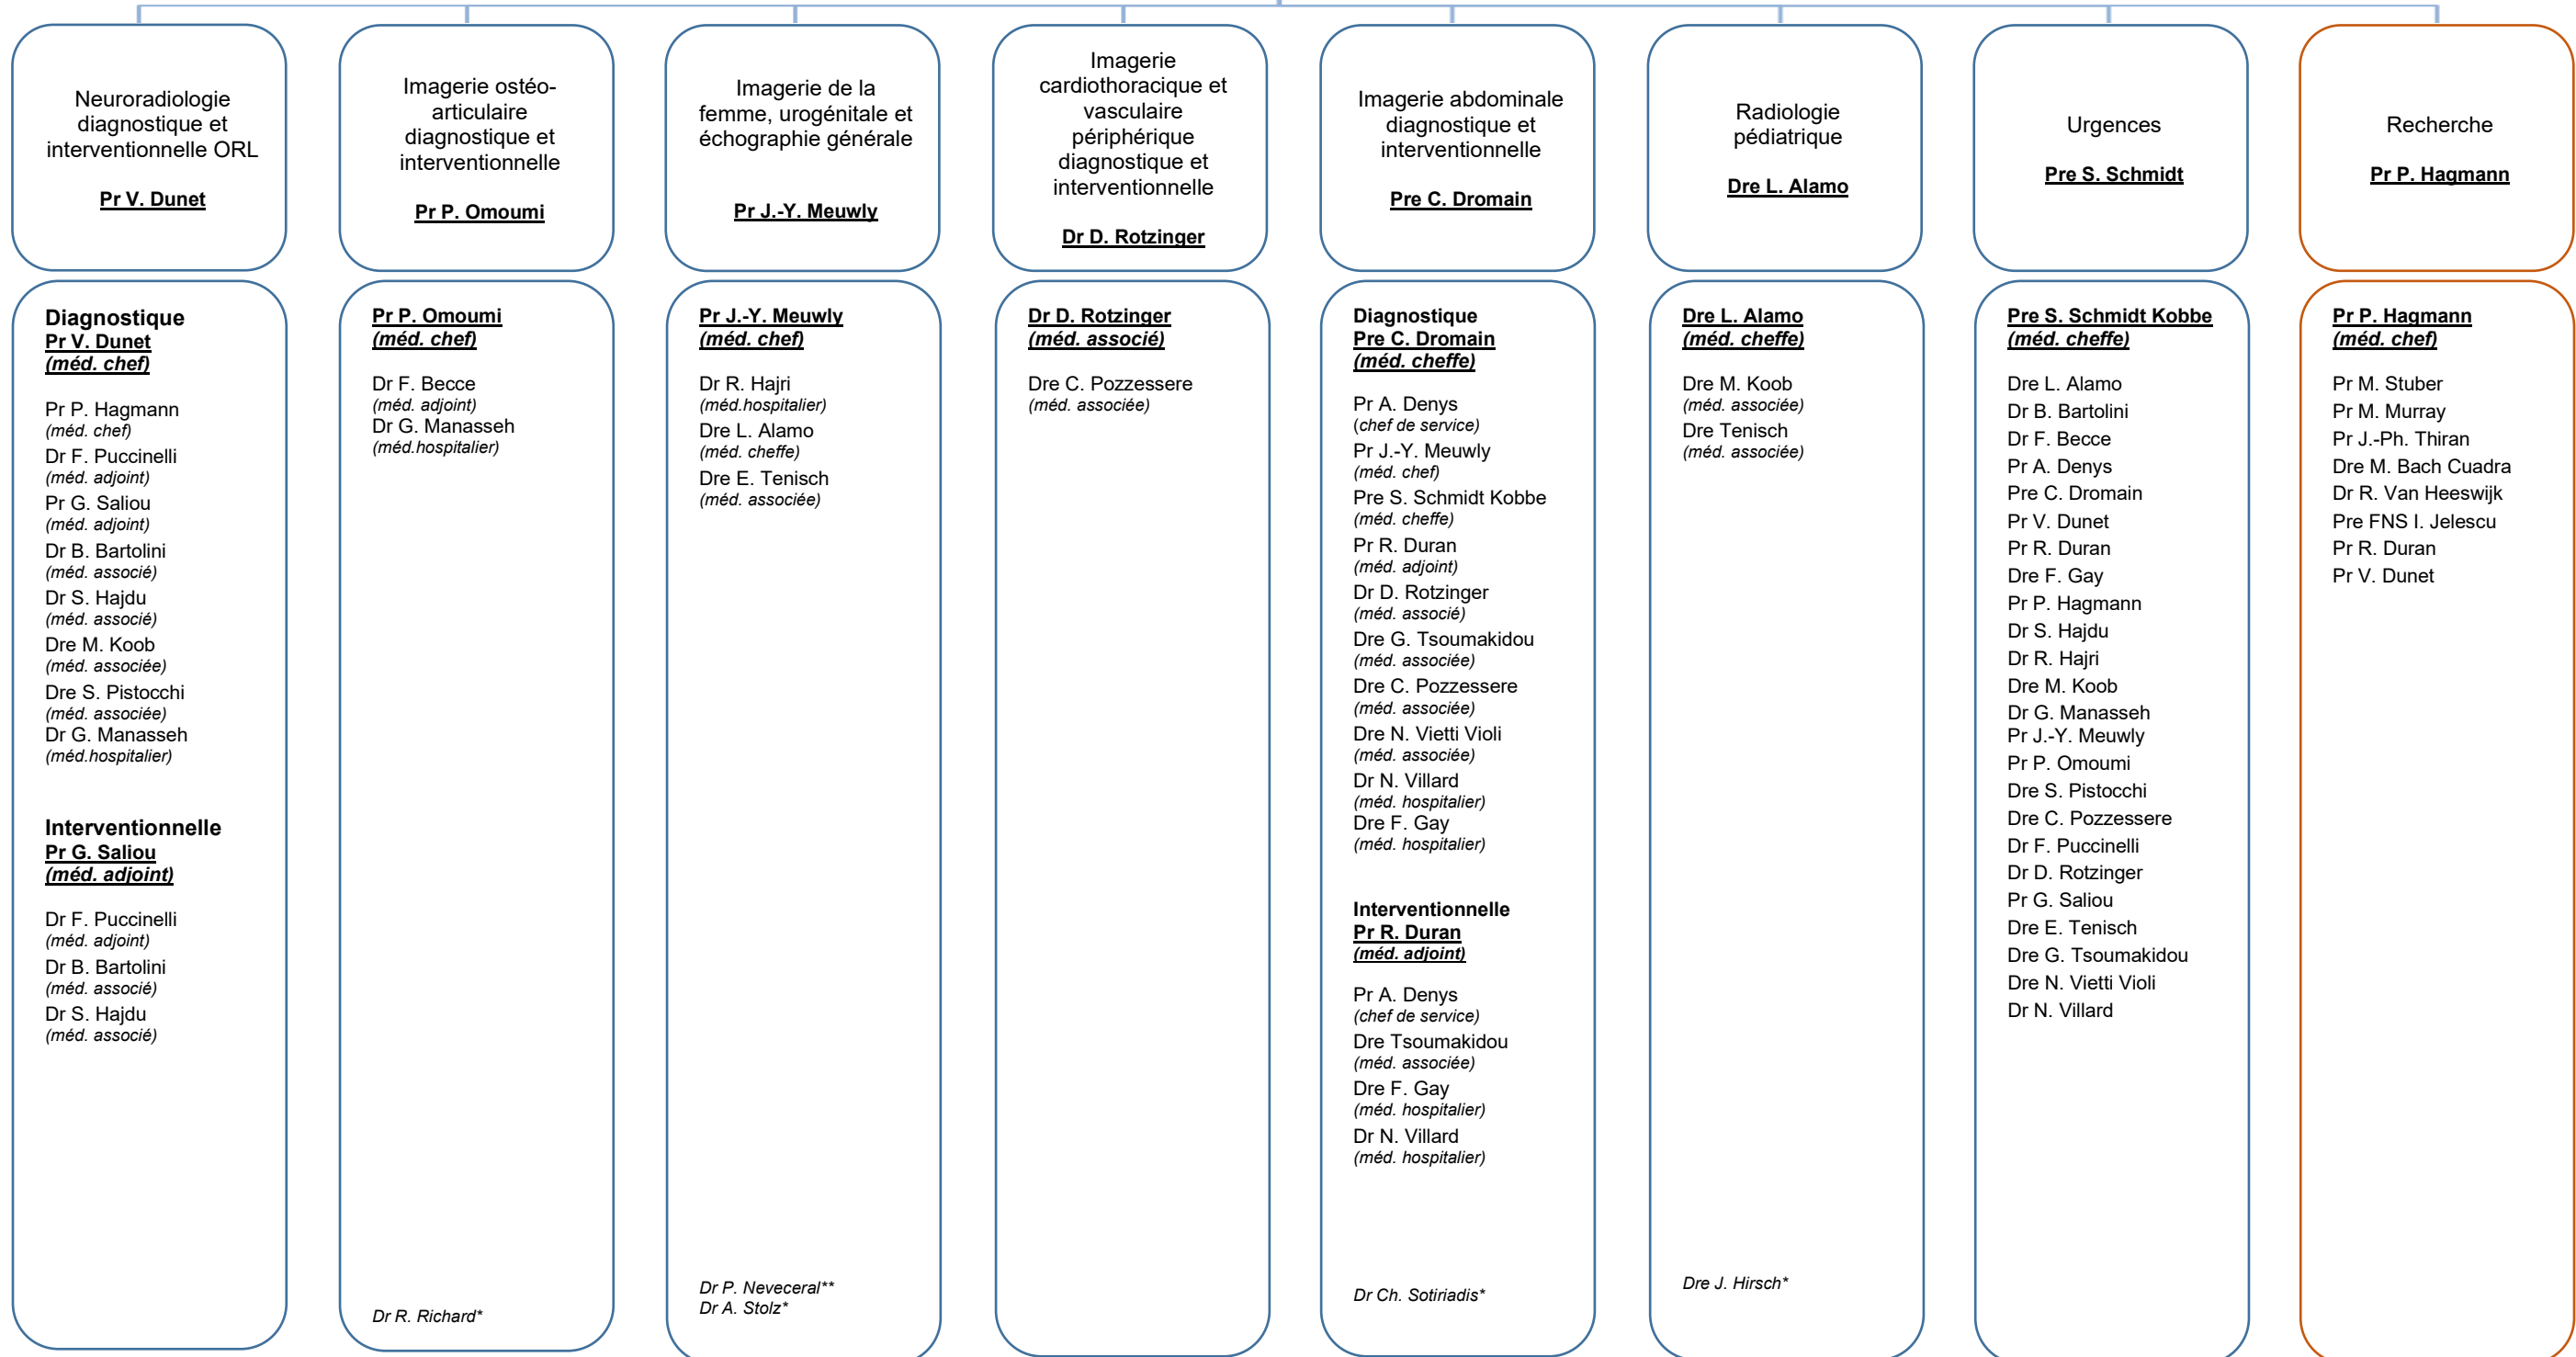 Neuroradiologie
diagnostique et
interventionnelle ORL
Pr V. Dunet
Imagerie ostéo-
articulaire
diagnostique et
interventionnelle
Pr P. Omoumi
Imagerie de la
femme, urogénitale et
échographie générale
Pr J.-Y. Meuwly
Imagerie
cardiothoracique et
vasculaire
périphérique
diagnostique et
interventionnelle
Dr D. Rotzinger
Imagerie abdominale
diagnostique et
interventionnelle
Pre C. Dromain
Radiologie
pédiatrique
Dre L. Alamo
Urgences
Pre S. Schmidt
Recherche
Pr P. Hagmann
Diagnostique
Pr V. Dunet
(méd. chef)
Pr P. Hagmann
(méd. chef)
Dr F. Puccinelli
(méd. adjoint)
Pr G. Saliou
(méd. adjoint)
Dr B. Bartolini
(méd. associé)
Dr S. Hajdu
(méd. associé)
Dre M. Koob
(méd. associée)
Dre S. Pistocchi
(méd. associée)
Dr G. Manasseh
(méd.hospitalier)
Interventionnelle
Pr G. Saliou
(méd. adjoint)
Dr F. Puccinelli
(méd. adjoint)
Dr B. Bartolini
(méd. associé)
Dr S. Hajdu
(méd. associé)
Pr P. Omoumi
(méd. chef)
Dr F. Becce
(méd. adjoint)
Dr G. Manasseh
(méd.hospitalier)
Dr R. Richard*
Pr J.-Y. Meuwly
(méd. chef)
Dr R. Hajri
(méd.hospitalier)
Dre L. Alamo
(méd. cheffe)
Dre E. Tenisch
(méd. associée)
Dr P. Neveceral**
Dr A. Stolz*
Dr D. Rotzinger
(méd. associé)
Dre C. Pozzessere
(méd. associée)
Diagnostique
Pre C. Dromain
(méd. cheffe)
Pr A. Denys
(chef de service)
Pr J.-Y. Meuwly
(méd. chef)
Pre S. Schmidt Kobbe
(méd. cheffe)
Pr R. Duran
(méd. adjoint)
Dr D. Rotzinger
(méd. associé)
Dre G. Tsoumakidou
(méd. associée)
Dre C. Pozzessere
(méd. associée)
Dre N. Vietti Violi
(méd. associée)
Dr N. Villard
(méd. hospitalier)
Dre F. Gay
(méd. hospitalier)
Interventionnelle
Pr R. Duran
(méd. adjoint)
Pr A. Denys
(chef de service)
Dre Tsoumakidou
(méd. associée)
Dre F. Gay
(méd. hospitalier)
Dr N. Villard
(méd. hospitalier)
Dr Ch. Sotiriadis*
Dre L. Alamo
(méd. cheffe)
Dre M. Koob
(méd. associée)
Dre Tenisch
(méd. associée)
Dre J. Hirsch*
Pre S. Schmidt Kobbe
(méd. cheffe)
Dre L. Alamo
Dr B. Bartolini
Dr F. Becce
Pr A. Denys
Pre C. Dromain
Pr V. Dunet
Pr R. Duran
Dre F. Gay
Pr P. Hagmann
Dr S. Hajdu
Dr R. Hajri
Dre M. Koob
Dr G. Manasseh
Pr J.-Y. Meuwly
Pr P. Omoumi
Dre S. Pistocchi
Dre C. Pozzessere
Dr F. Puccinelli
Dr D. Rotzinger
Pr G. Saliou
Dre E. Tenisch
Dre G. Tsoumakidou
Dre N. Vietti Violi
Dr N. Villard
Pr P. Hagmann
(méd. chef)
Pr M. Stuber
Pr M. Murray
Pr J.-Ph. Thiran
Dre M. Bach Cuadra
Dr R. Van Heeswijk
Pre FNS I. Jelescu
Pr R. Duran
Pr V. Dunet